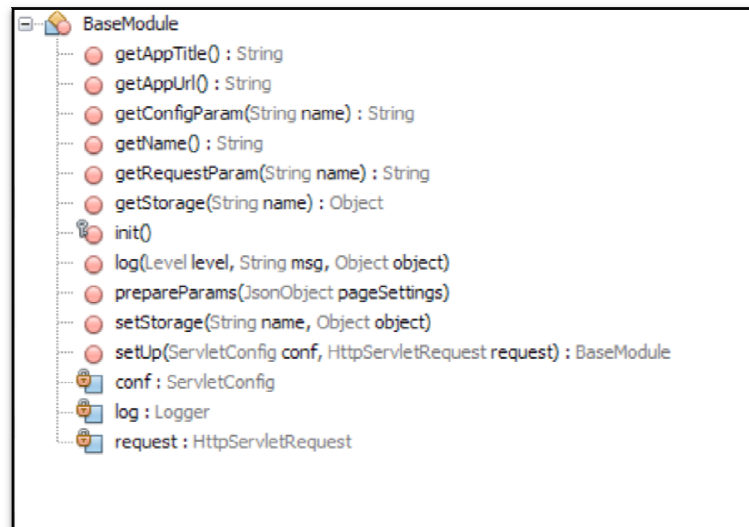 BaseModule
getAppTitle() : String
getAppUrl() : String
getConfigParam(String name) : String
getName() : String
getRequestParam(String name) : String
getStorage(String name) : Object
init()
log(Level level, String msg, Object object)
prepareParams(JsonObject pageSettings)
setStorage(String name, Object object)
setUp(ServletConfig conf, HttpServletRequest request) : BaseModule
conf : ServletConfig
log : Logger
request : HttpServletRequest